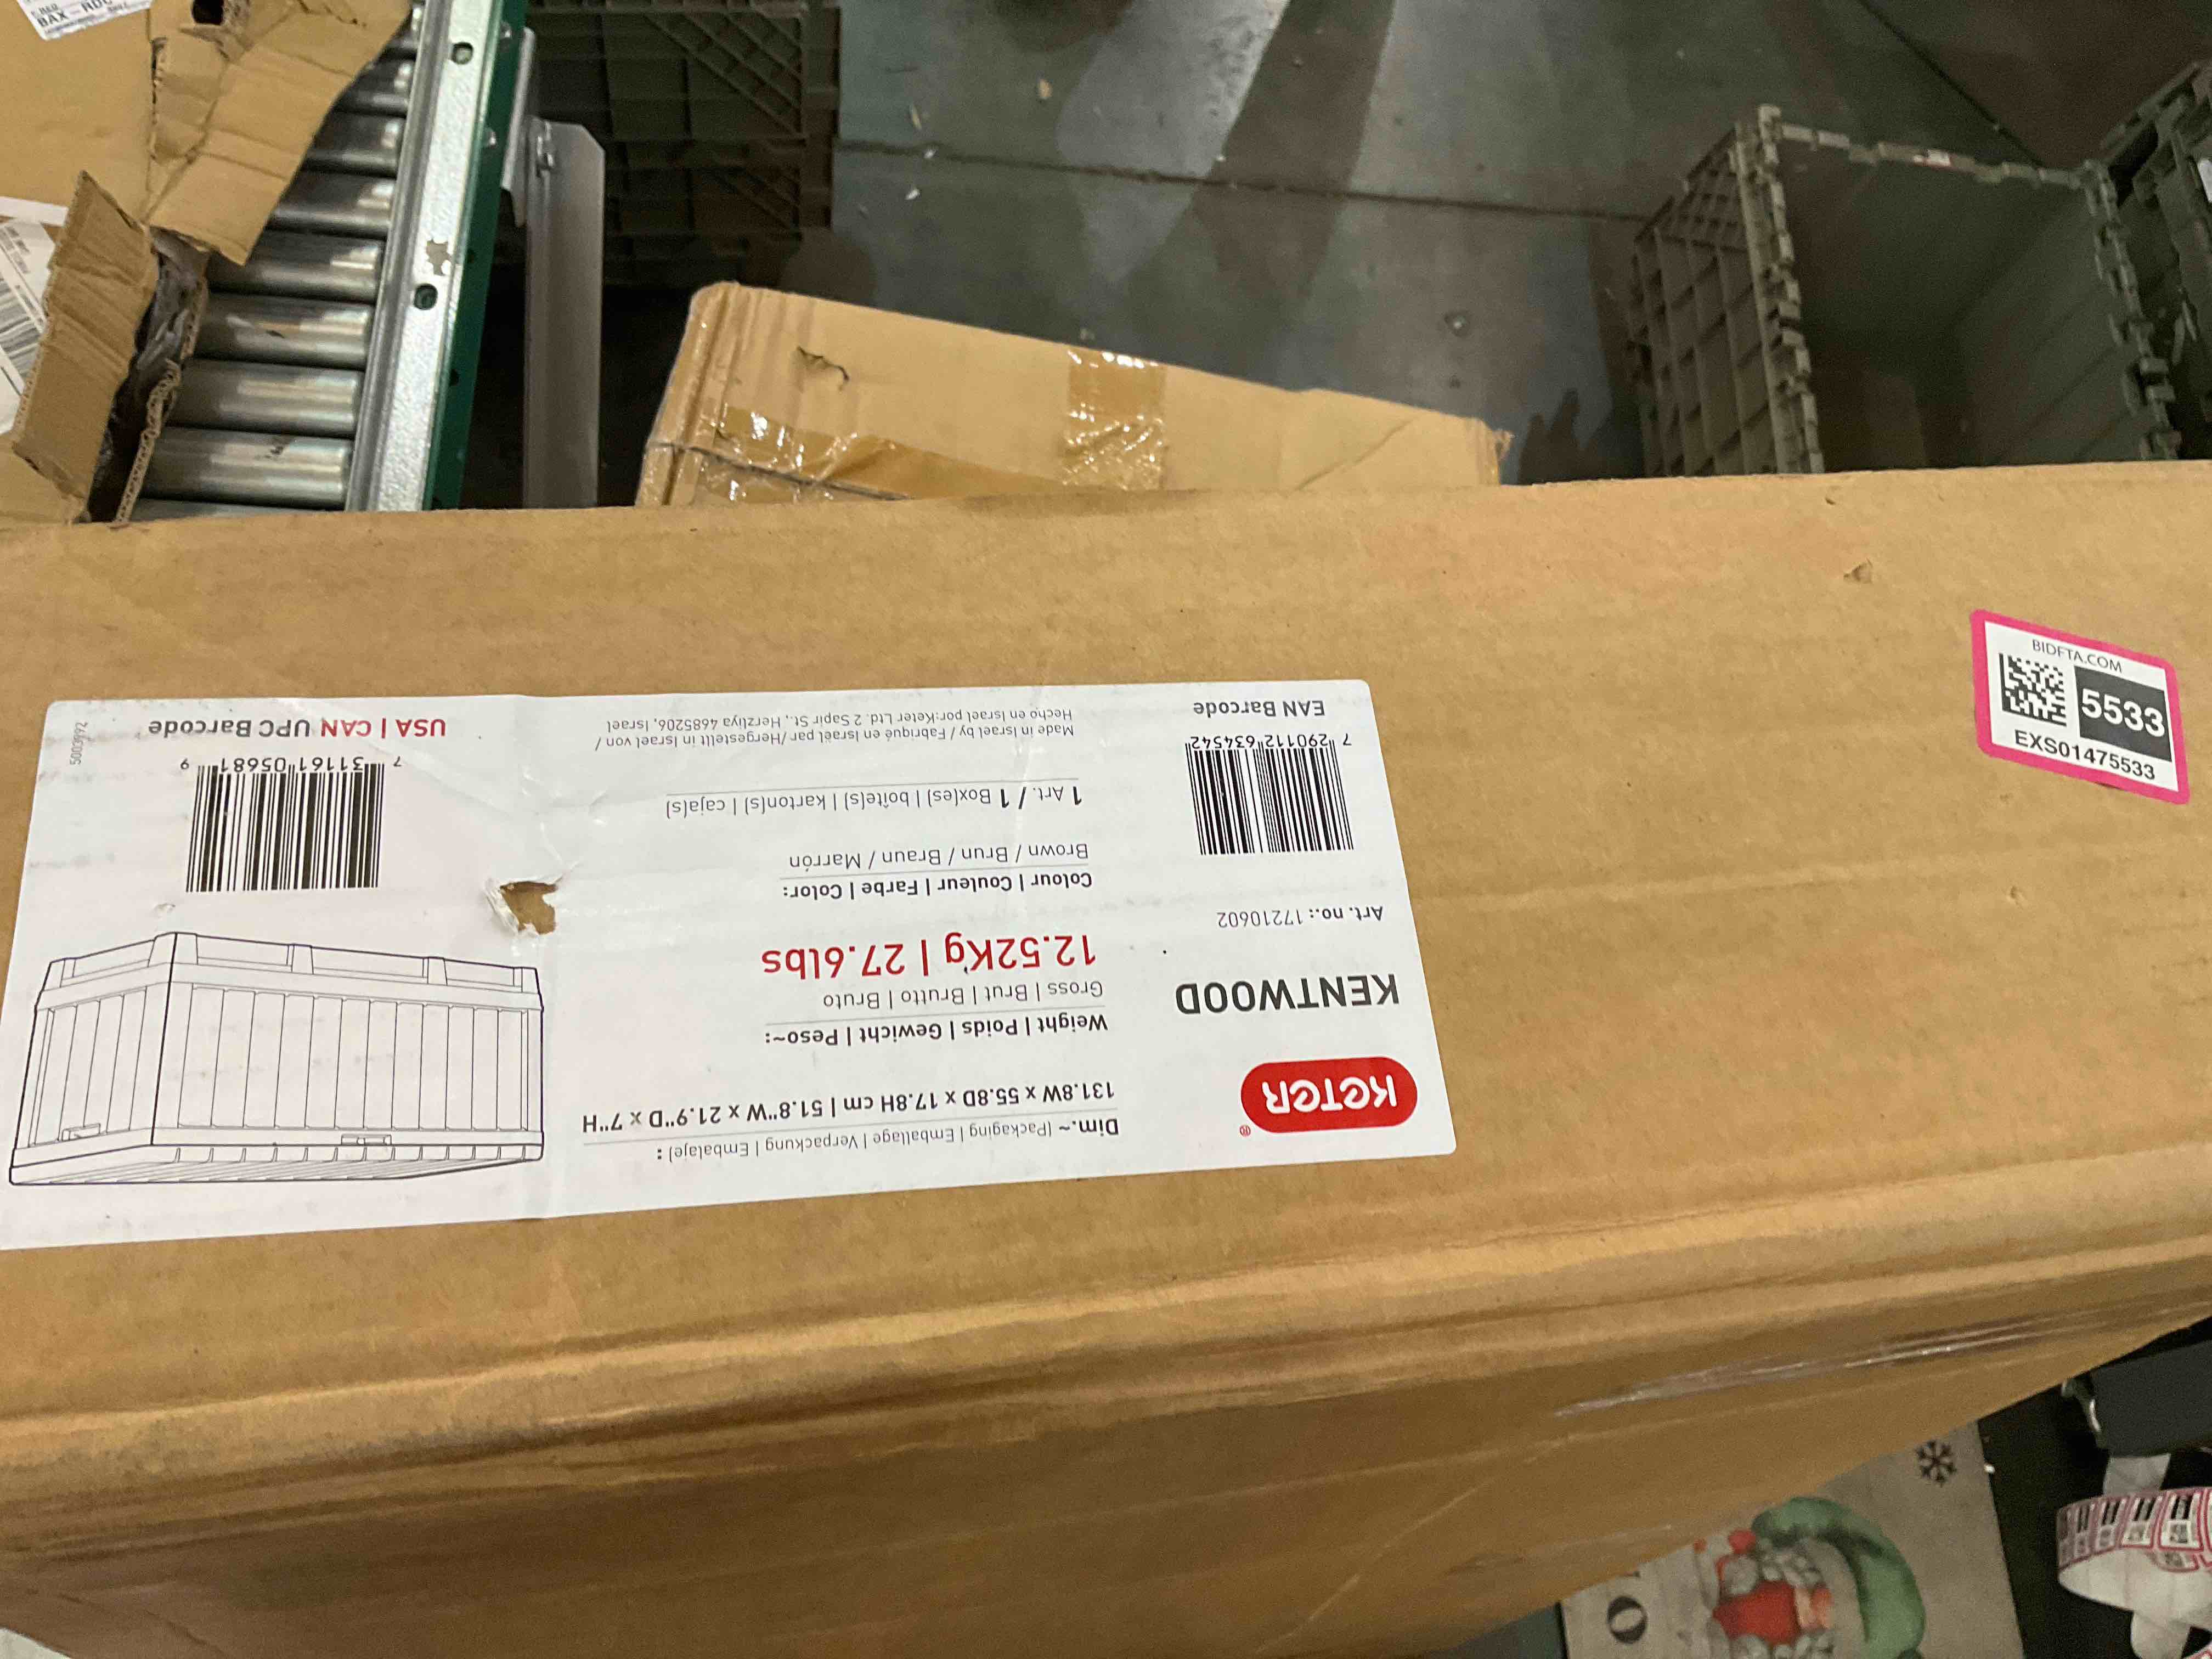 KETER®
KENTWOOD
Art. no.: 17210602
7 290112 634542
EAN Barcode
Dim.~ (Packaging | Emballage | Verpackung | Embalaje) :
131.8W x 55.8D x 17.8H cm | 51.8"W x 21.9"D x 7"H
Weight | Poids | Gewicht | Peso~:
Gross | Brut | Brutto | Bruto
12.52Kg | 27.6lbs
Colour | Couleur | Farbe | Color:
Brown / Brun / Braun / Marrón
1 Art. / 1 Box(es) | boîte(s) | karton(s) | caja(s)
Made in Israel by / Fabriqué en Israël par /Hergestellt in Israel von /
Hecho en Israel por:Keter Ltd. 2 Sapir St., Herzliya 4685206, Israel
7 31161 05681 9
USA | CAN UPC Barcode
5003972
BIDFTA.COM
5533
EXS01475533